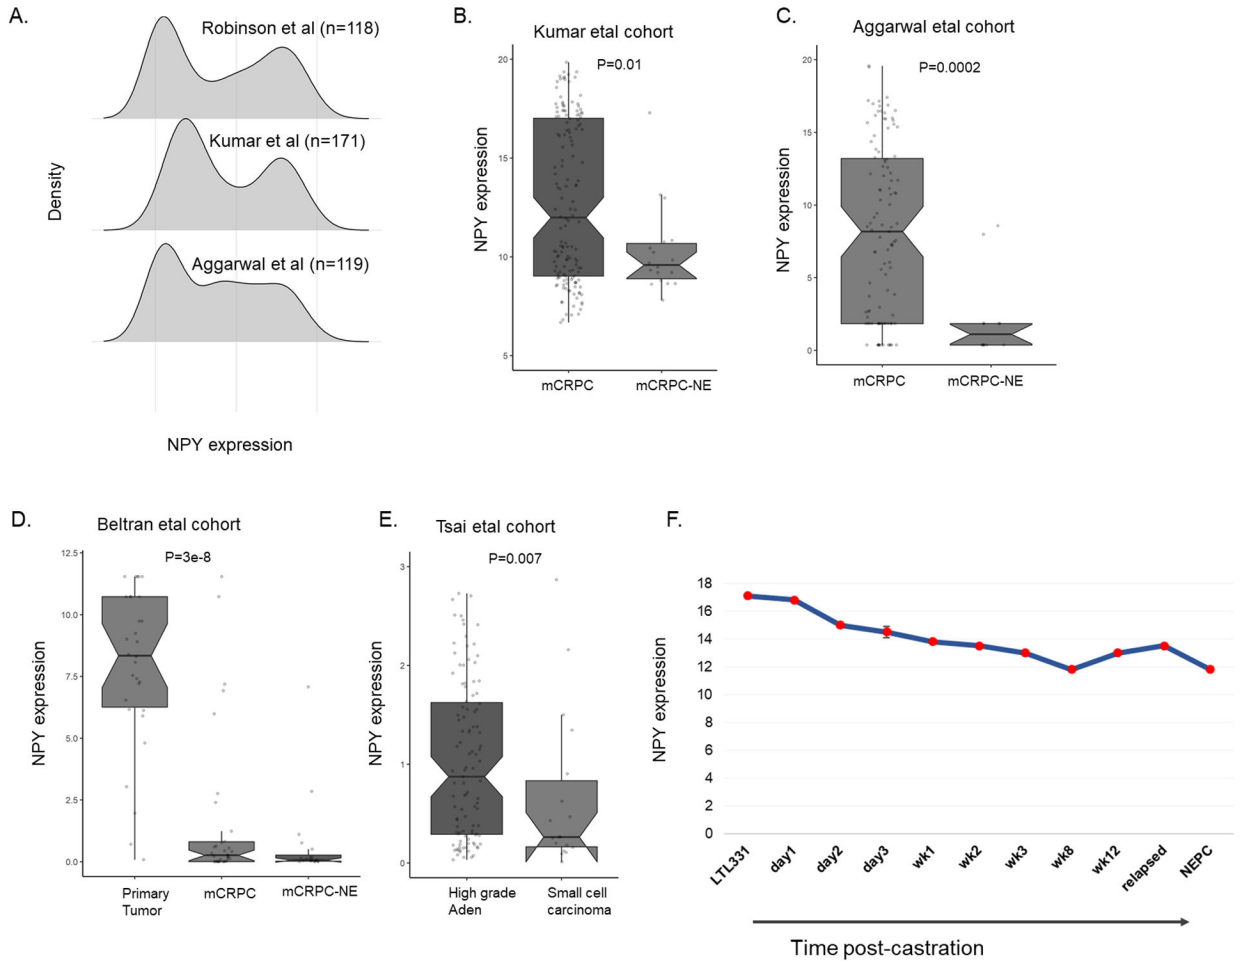 A.
Robinson et al (n=118)
Kumar et al (n=171)
Aggarwal et al (n=119)
Density
NPY expression
B.
Kumar etal cohort
P=0.01
NPY expression
20
15
10
5
mCRPC
mCRPC-NE
C.
Aggarwal etal cohort
P=0.0002
NPY expression
20
15
10
5
0
mCRPC
mCRPC-NE
D.
Beltran etal cohort
P=3e-8
NPY expression
12.5
10.0
7.5
5.0
2.5
0.0
Primary
Tumor
mCRPC
mCRPC-NE
E.
Tsai etal cohort
P=0.007
NPY expression
3
2
1
0
High grade
Aden
Small cell
carcinoma
F.
NPY expression
18
16
14
12
10
8
6
4
2
0
LTL331
day1
day2
day3
wk1
wk2
wk3
wk8
wk12
relapsed
NEPC
Time post-castration